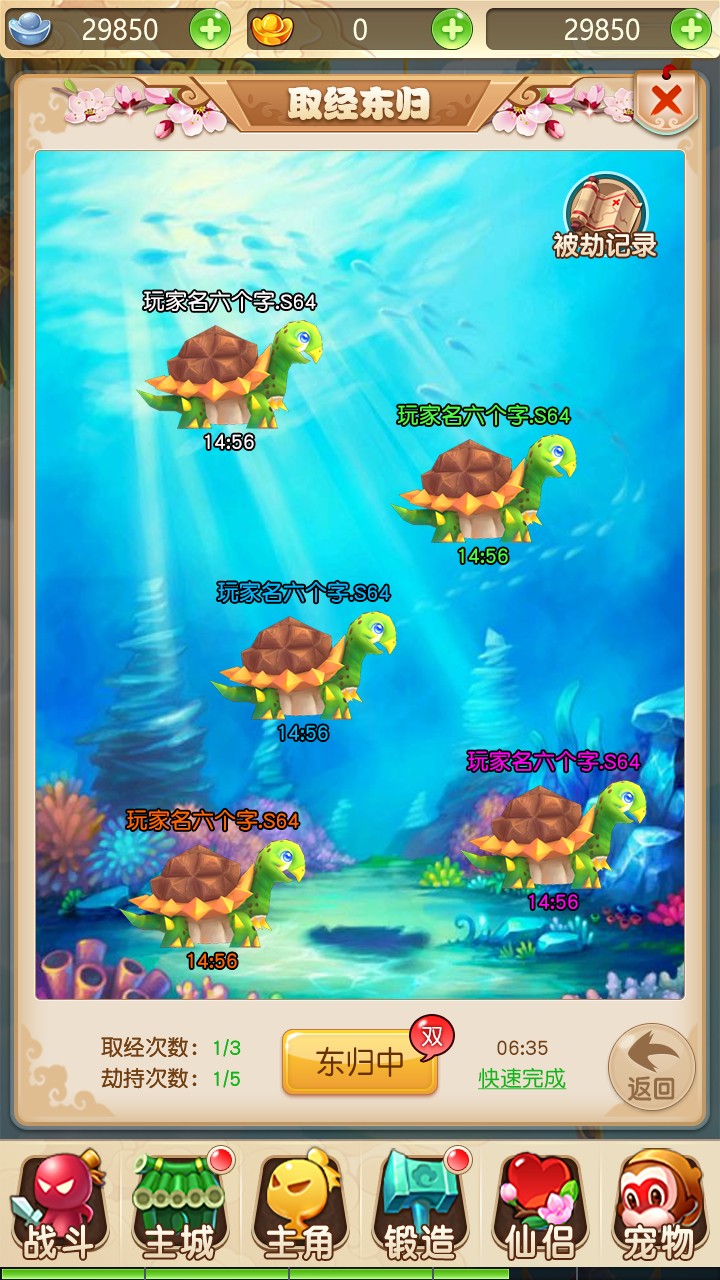 29850
0
29850
取经东归
被劫记录
玩家名六个字.S64
14:56
玩家名六个字.S64
14:56
玩家名六个字.S64
14:56
玩家名六个字.S64
14:56
玩家名六个字.S64
14:56
取经次数：1/3
劫持次数：1/5
东归中
双
06:35
快速完成
返回
战斗
主城
主角
锻造
仙侣
宠物